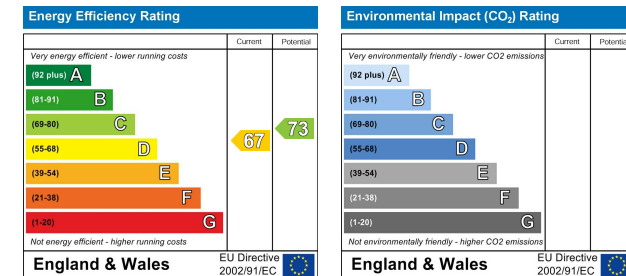 Energy Efficiency Rating
Current Potential
Very energy efficient - lower running costs
(92 plus) A
(81-91) B
(69-80) C
(55-68) D
(39-54) E
(21-38) F
(1-20) G
67
73
Not energy efficient - higher running costs
England & Wales
EU Directive
2002/91/EC
Environmental Impact (CO2) Rating
Current Potential
Very environmentally friendly - lower CO2 emissions
(92 plus) A
(81-91) B
(69-80) C
(55-68) D
(39-54) E
(21-38) F
(1-20) G
Not environmentally friendly - higher CO2 emissions
England & Wales
EU Directive
2002/91/EC